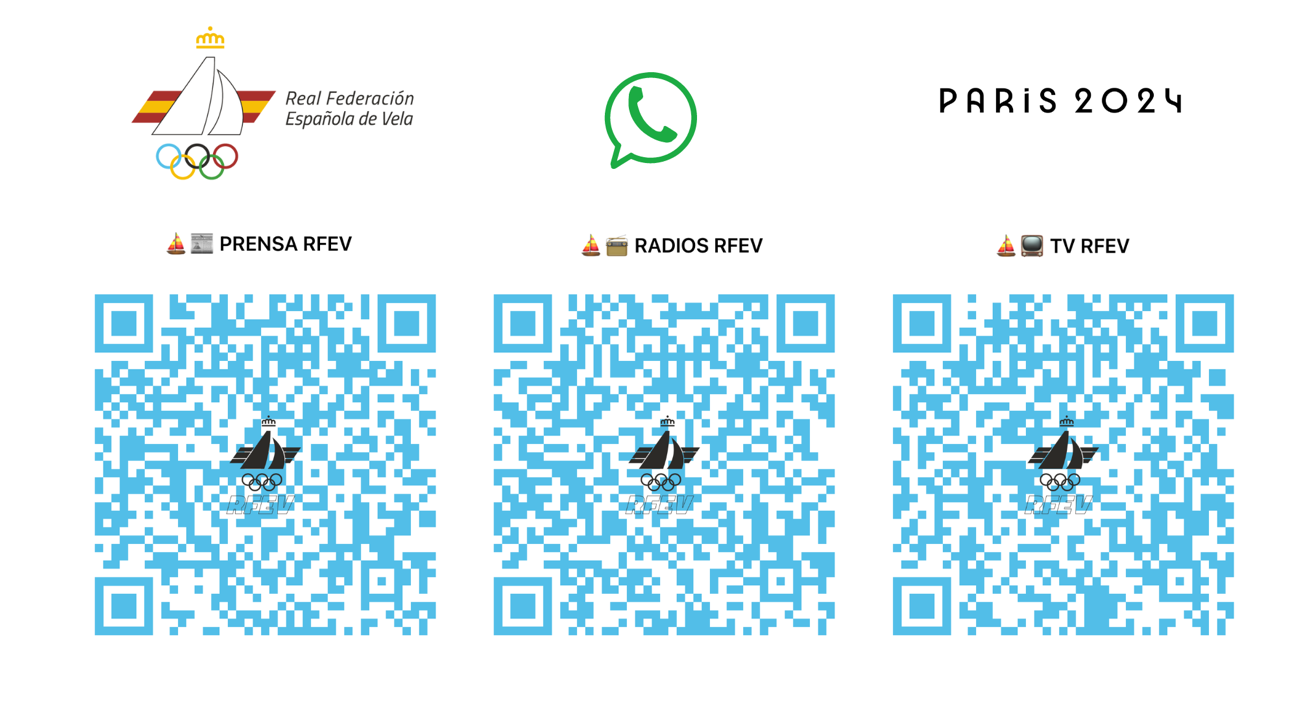 Real Federación
Española de Vela
PARiS 2024
PRENSA RFEV
RADIOS RFEV
TV RFEV
RFEV
RFEV
RFEV